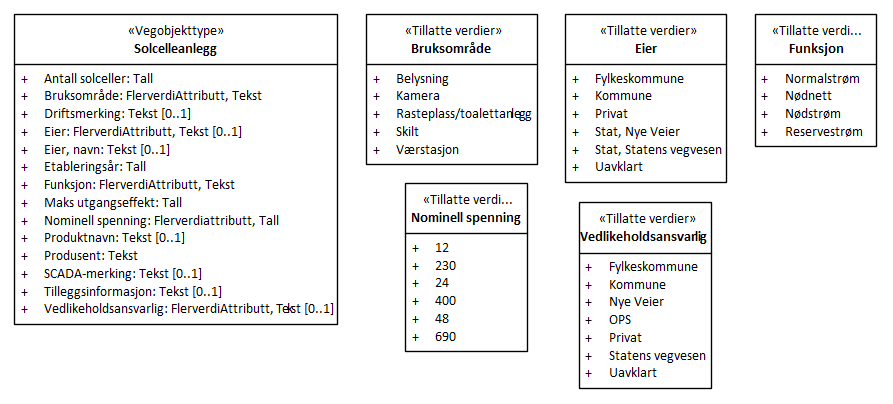 «Vegobjekttype»
Solcelleanlegg
+ Antall solceller: Tall
+ Bruksområde: FlerverdiAttributt, Tekst
+ Driftsmerking: Tekst [0..1]
+ Eier: FlerverdiAttributt, Tekst [0..1]
+ Eier, navn: Tekst [0..1]
+ Etableringsår: Tall
+ Funksjon: FlerverdiAttributt, Tekst
+ Maks utgangseffekt: Tall
+ Nominell spenning: Flerverdiattributt, Tall
+ Produktnavn: Tekst [0..1]
+ Produsent: Tekst
+ SCADA-merking: Tekst [0..1]
+ Tilleggsinformasjon: Tekst [0..1]
+ Vedlikeholdsansvarlig: FlerverdiAttributt, Tekst [0..1]
«Tillatte verdier»
Bruksområde
+ Belysning
+ Kamera
+ Rasteplass/toalettanlegg
+ Skilt
+ Værstasjon
«Tillatte verdier»
Eier
+ Fylkeskommune
+ Kommune
+ Privat
+ Stat, Nye Veier
+ Stat, Statens vegvesen
+ Uavklart
«Tillatte verdi...
Funksjon
+ Normalstrøm
+ Nødnett
+ Nødstrøm
+ Reservestrøm
«Tillatte verdi...
Nominell spenning
+ 12
+ 230
+ 24
+ 400
+ 48
+ 690
«Tillatte verdier»
Vedlikeholdsansvarlig
+ Fylkeskommune
+ Kommune
+ Nye Veier
+ OPS
+ Privat
+ Statens vegvesen
+ Uavklart